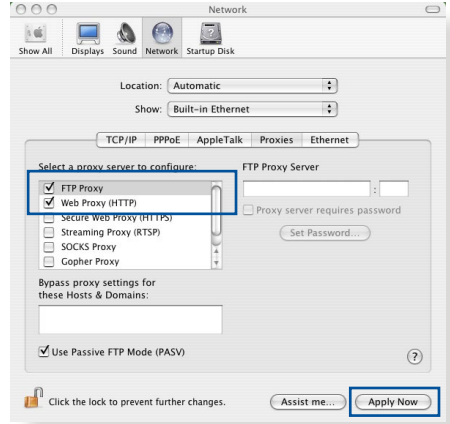 Network
Show All Displays Sound Network Startup Disk
Location: Automatic
Show: Built-in Ethernet
TCP/IP PPPoE AppleTalk Proxies Ethernet
Select a proxy server to configure: FTP Proxy Server
FTP Proxy :
Web Proxy (HTTP) Proxy server requires password
Secure Web Proxy (HTTPS)
Streaming Proxy (RTSP) Set Password...
SOCKS Proxy
Gopher Proxy
Bypass proxy settings for
these Hosts & Domains:
Use Passive FTP Mode (PASV) ?
Click the lock to prevent further changes. Assist me... Apply Now